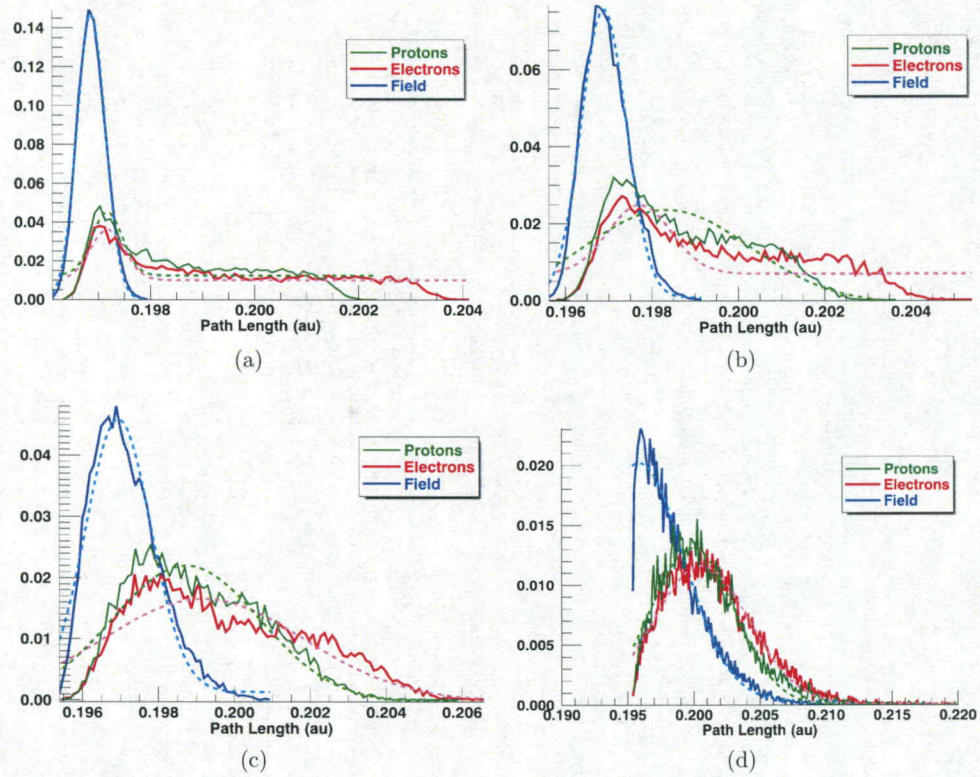 0.14
0.12
0.10
0.08
0.06
0.04
0.02
0.00
0.198
0.200
0.202
0.204
Path Length (au)
Protons
Electrons
Field
(a)
0.06
0.04
0.02
0.00
0.196
0.198
0.200
0.202
0.204
Path Length (au)
Protons
Electrons
Field
(b)
0.04
0.03
0.02
0.01
0.00
0.196
0.198
0.200
0.202
0.204
0.206
Path Length (au)
Protons
Electrons
Field
(c)
0.020
0.015
0.010
0.005
0.000
0.190
0.195
0.200
0.205
0.210
0.215
0.220
Path Length (au)
Protons
Electrons
Field
(d)